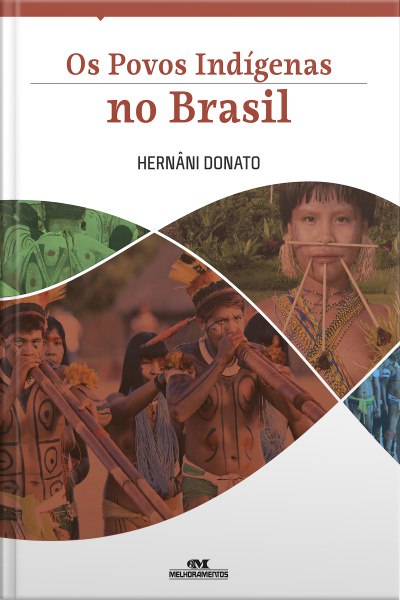 Os Povos Indígenas
no Brasil
HERNÂNI DONATO
MELHORAMENTOS